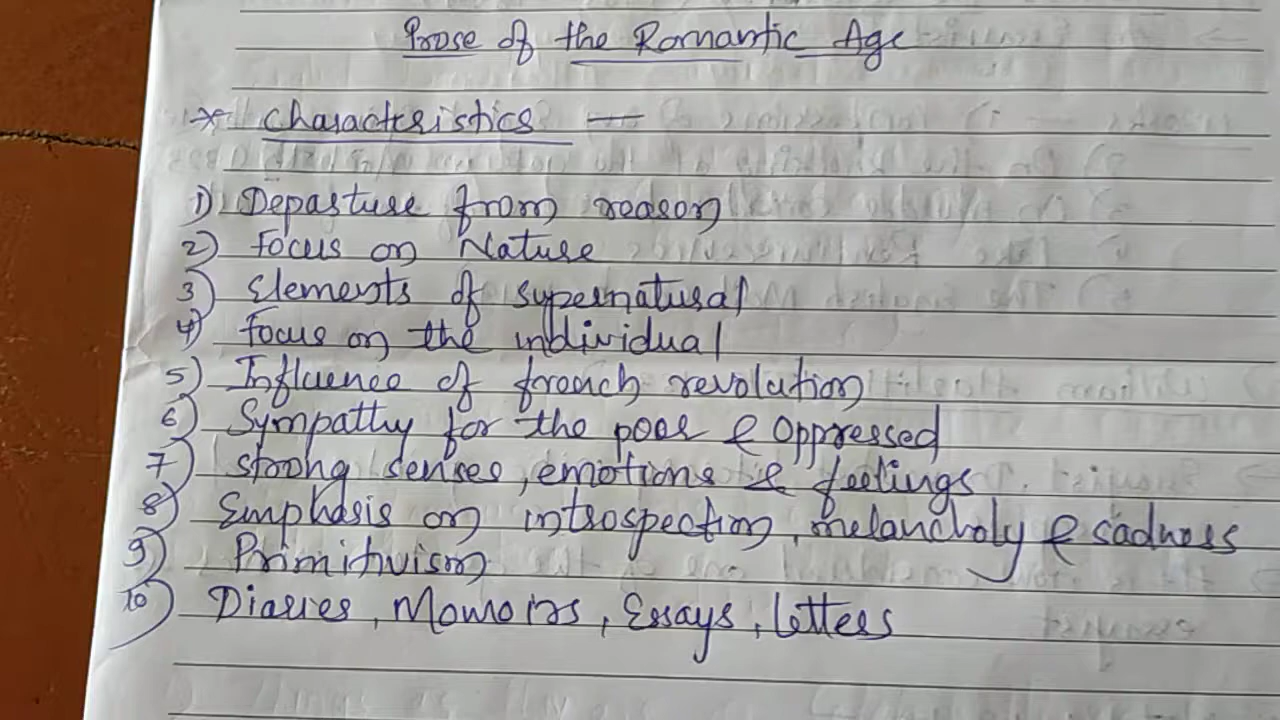 Prose of the Romantic Age
* Characteristics —
1) Departure from reason
2) Focus on Nature
3) Elements of supernatural
4) Focus on the individual
5) Influence of french revolution
6) Sympathy for the poor & Oppressed
7) strong senses, emotions & feelings
8) Emphasis on introspection, melancholy & sadness
9) Primitivism
10) Diaries, Memoirs, Essays, letters